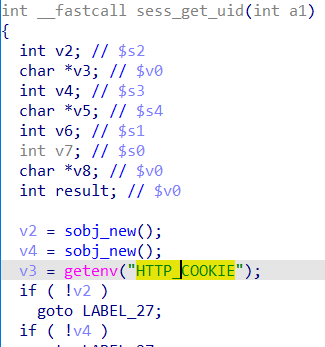 int __fastcall sess_get_uid(int a1)
{
int v2; // $s2
char *v3; // $v0
int v4; // $s3
char *v5; // $s4
int v6; // $s1
int v7; // $s0
char *v8; // $v0
int result; // $v0
v2 = sobj_new();
v4 = sobj_new();
v3 = getenv("HTTP_COOKIE");
if ( !v2 )
goto LABEL_27;
if ( !v4 )